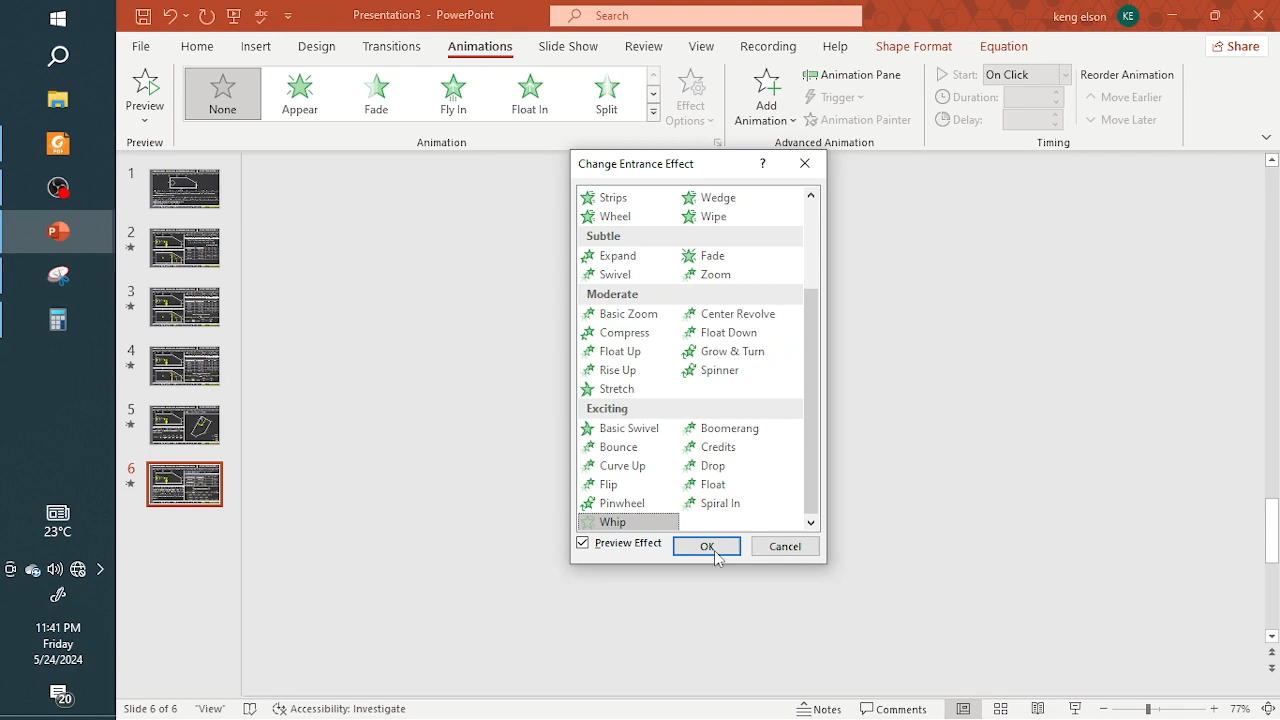 Presentation3 - PowerPoint
Search
keng elson KE
File Home Insert Design Transitions Animations Slide Show Review View Recording Help Shape Format Equation Share
Preview
None Appear Fade Fly In Float In Split
Effect Options
Add Animation
Animation Pane
Trigger
Animation Painter
Start: On Click
Duration:
Delay:
Reorder Animation
Move Earlier
Move Later
Preview Animation Advanced Animation Timing
Change Entrance Effect ?
Strips Wedge
Wheel Wipe
Subtle
Expand Fade
Swivel Zoom
Moderate
Basic Zoom Center Revolve
Compress Float Down
Float Up Grow & Turn
Rise Up Spinner
Stretch
Exciting
Basic Swivel Boomerang
Bounce Credits
Curve Up Drop
Flip Float
Pinwheel Spiral In
Whip
Preview Effect OK Cancel
1
2
3
4
5
6
23°C
11:41 PM
Friday
5/24/2024
20
Slide 6 of 6 "View" Accessibility: Investigate Notes Comments 77%